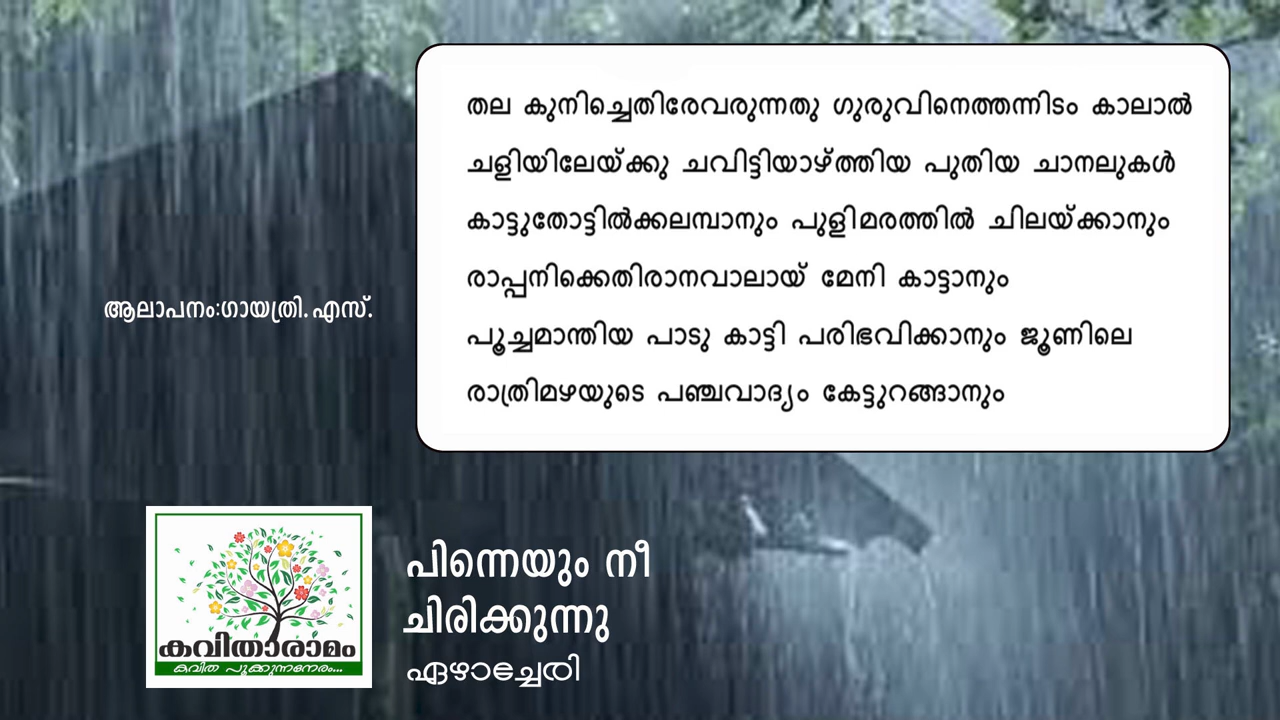 തല കുനിച്ചെതിരേവരുന്നതു ഗുരുവിനെത്തന്നിടം കാലാൽ
ചളിയിലേയ്ക്കു ചവിട്ടിയാഴ്ത്തിയ പുതിയ ചാനലുകൾ
കാട്ടുതോട്ടിൽക്കലമ്പാനും പുളിമരത്തിൽ ചിലയ്ക്കാനും
രാപ്പനിക്കെതിരാനവാലായ് മേനി കാട്ടാനും
പൂച്ചമാന്തിയ പാടു കാട്ടി പരിഭവിക്കാനും ജൂണിലെ
രാത്രിമഴയുടെ പഞ്ചവാദ്യം കേട്ടുറങ്ങാനും
ആലാപനം:ഗായത്രി.എസ്.
പിന്നെയും നീ
ചിരിക്കുന്നു
ഏഴാച്ചേരി
കവിതാരാമം
കവിത പൂക്കുന്നനേരം...